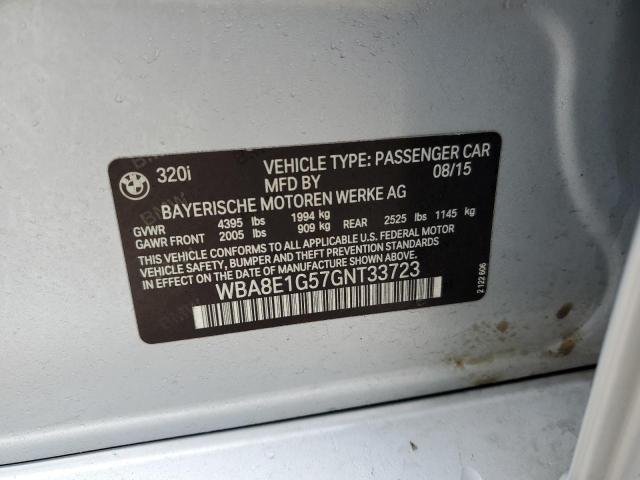 BMW
320i
VEHICLE TYPE: PASSENGER CAR
MFD BY 08/15
BAYERISCHE MOTOREN WERKE AG
GVWR 4395 lbs 1994 kg
GAWR FRONT 2005 lbs 909 kg REAR 2525 lbs 1145 kg
THIS VEHICLE CONFORMS TO ALL APPLICABLE U.S. FEDERAL MOTOR
VEHICLE SAFETY, BUMPER AND THEFT PREVENTION STANDARDS IN
EFFECT ON THE DATE OF MANUFACTURE SHOWN ABOVE.
WBA8E1G57GNT33723
2 122 606